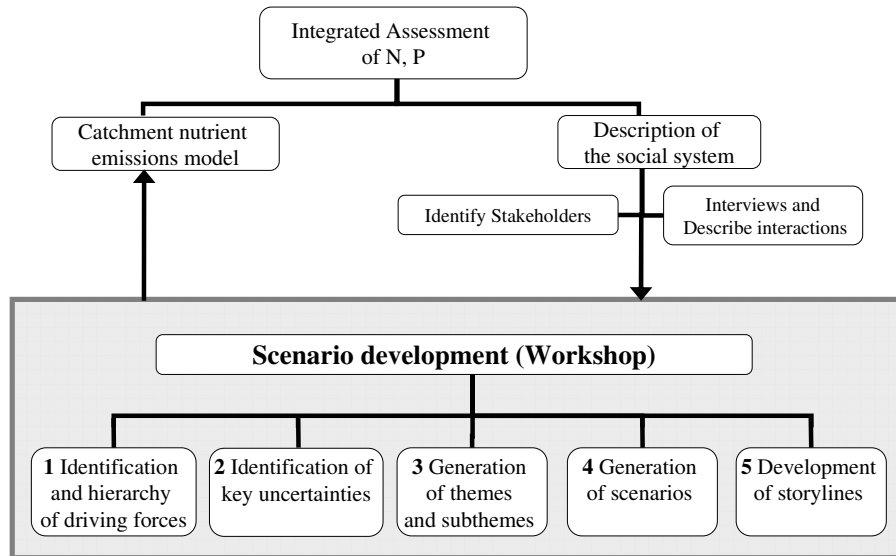 Integrated Assessment
of N, P
Catchment nutrient
emissions model
Description of
the social system
Identify Stakeholders
Interviews and
Describe interactions
Scenario development (Workshop)
1 Identification
and hierarchy
of driving forces
2 Identification of
key uncertainties
3 Generation
of themes
and subthemes
4 Generation
of scenarios
5 Development
of storylines